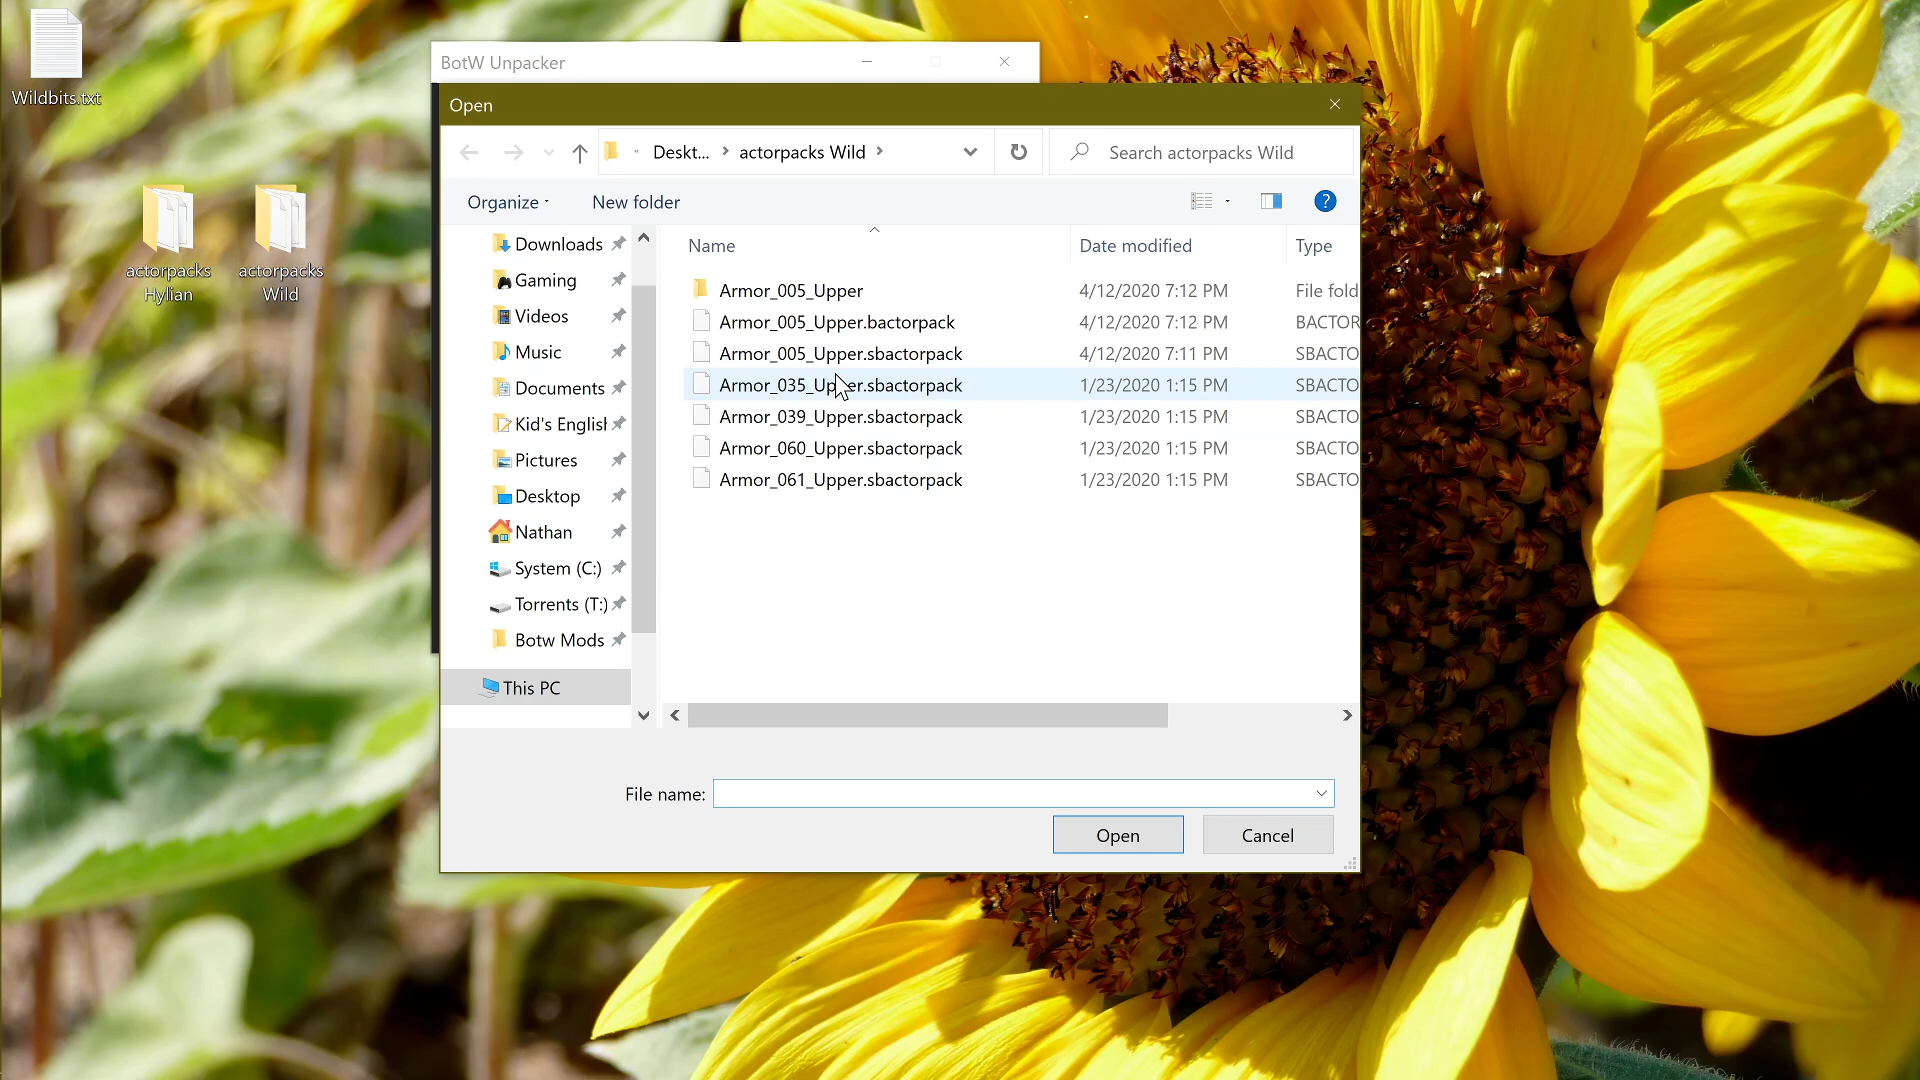 Wildbits.txt
actorpacks
Hylian
actorpacks
Wild
BotW Unpacker
Open
Deskt... actorpacks Wild
Search actorpacks Wild
Organize New folder
?
Downloads
Gaming
Videos
Music
Documents
Kid's English
Pictures
Desktop
Nathan
System (C:)
Torrents (T:)
Botw Mods
This PC
Name Date modified Type
Armor_005_Upper 4/12/2020 7:12 PM File fold
Armor_005_Upper.bactorpack 4/12/2020 7:12 PM BACTOR
Armor_005_Upper.sbactorpack 4/12/2020 7:11 PM SBACTO
Armor_035_Upper.sbactorpack 1/23/2020 1:15 PM SBACTO
Armor_039_Upper.sbactorpack 1/23/2020 1:15 PM SBACTO
Armor_060_Upper.sbactorpack 1/23/2020 1:15 PM SBACTO
Armor_061_Upper.sbactorpack 1/23/2020 1:15 PM SBACTO
File name:
Open Cancel